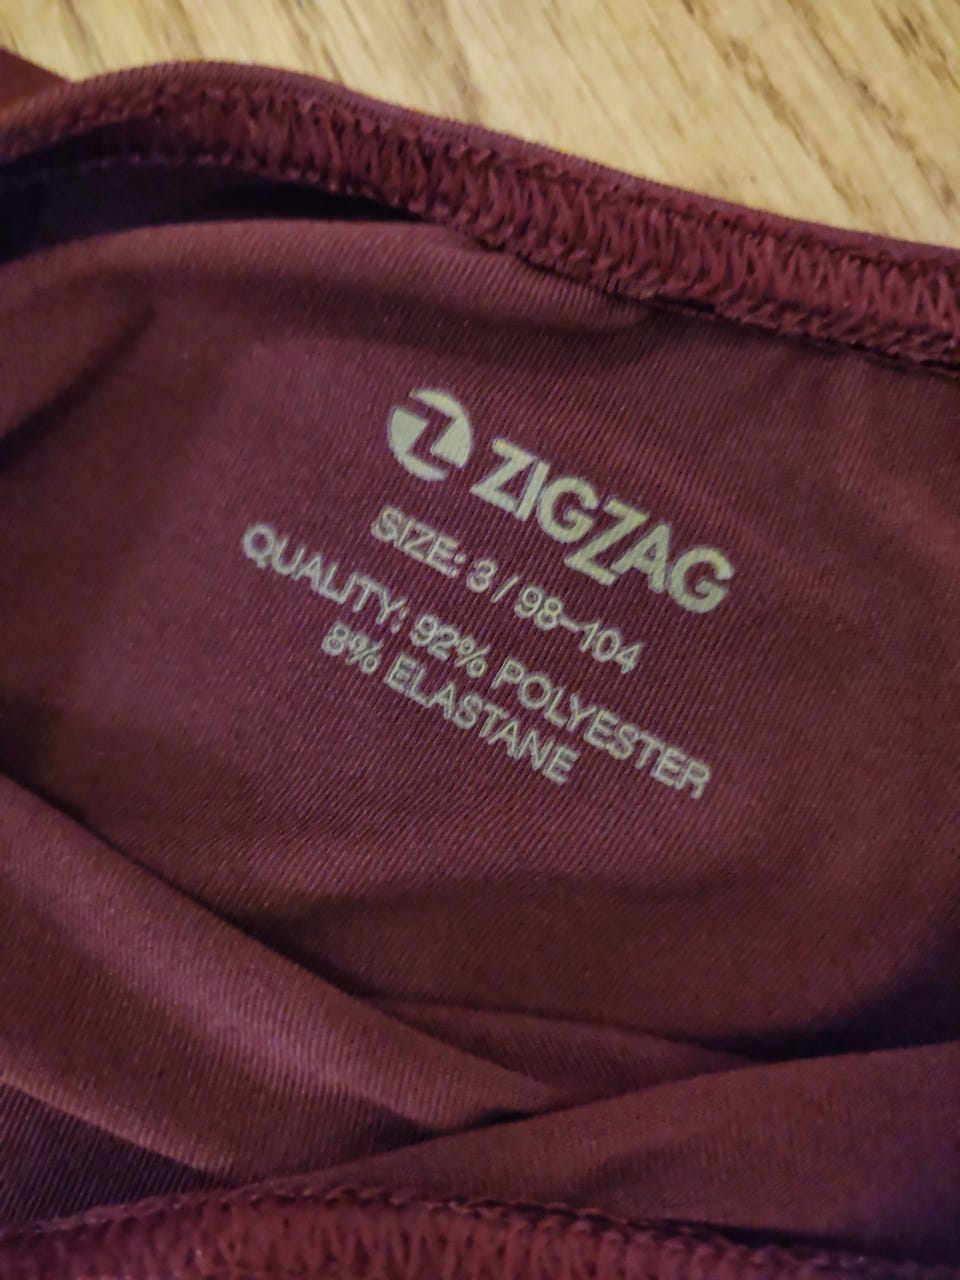 ZIGZAG
SIZE: 3 / 98-104
QUALITY: 92% POLYESTER
8% ELASTANE